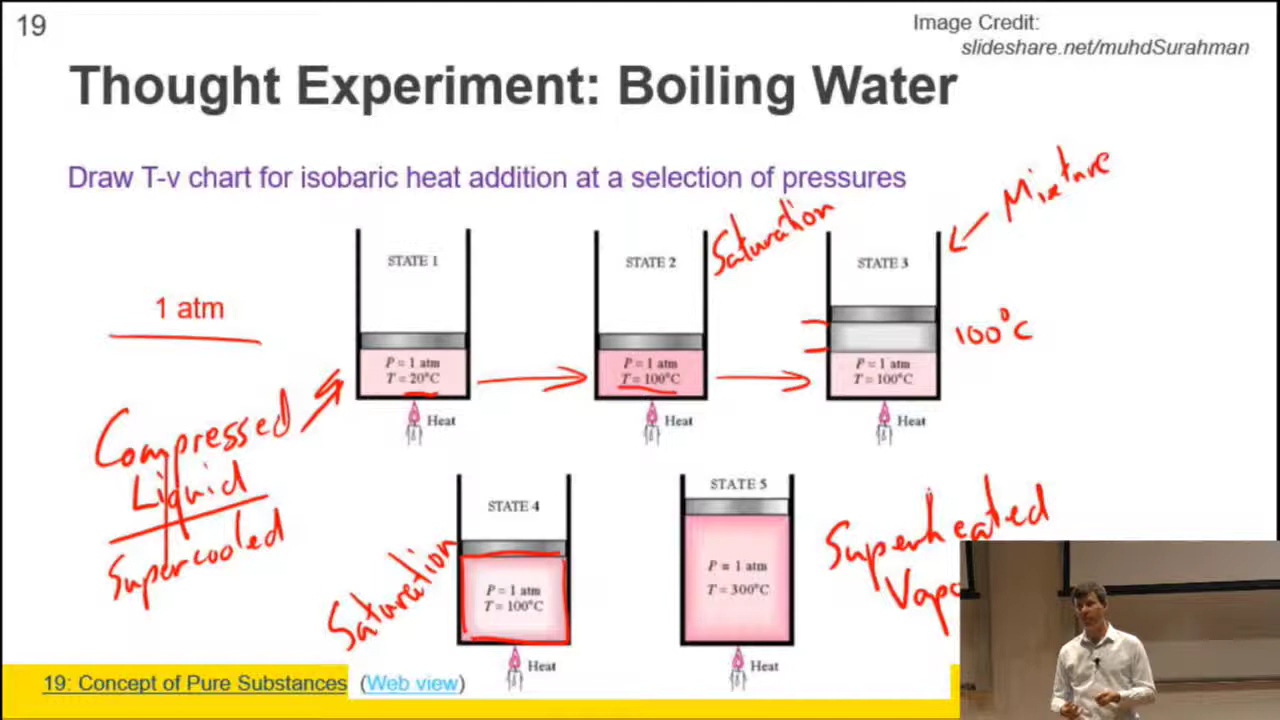 19
Image Credit:
slideshare.net/muhdSurahman
Thought Experiment: Boiling Water
Draw T-v chart for isobaric heat addition at a selection of pressures
Mixture
Saturation
STATE 1
STATE 2
STATE 3
1 atm
100°C
P = 1 atm
T = 20°C
P = 1 atm
T = 100°C
P = 1 atm
T = 100°C
Heat
Heat
Heat
Compressed
Liquid
Supercooled
STATE 4
STATE 5
Saturation
P = 1 atm
T = 100°C
P = 1 atm
T = 300°C
Superheated
Heat
Heat
19: Concept of Pure Substances (Web view)